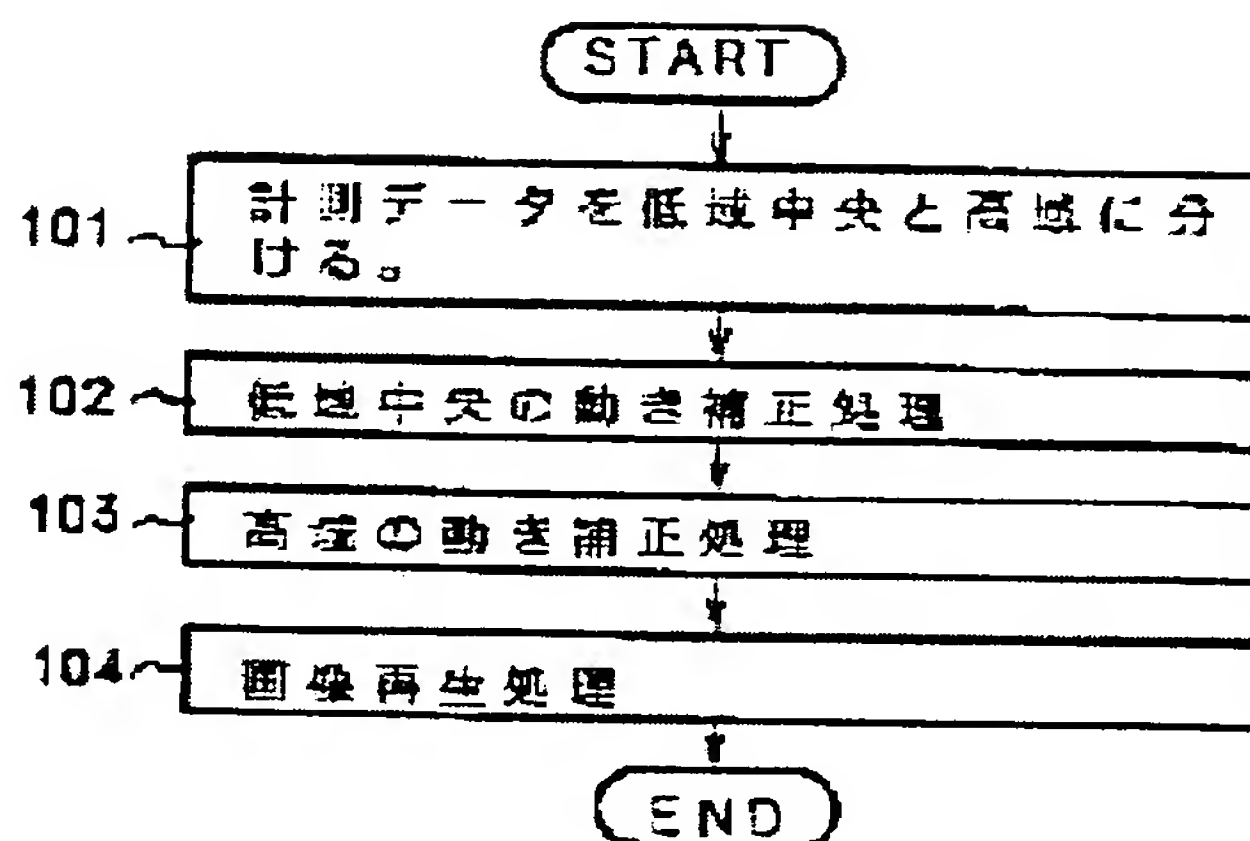 START
101
計測データを低域中央と高域に分
ける。
102
低域中央の動き補正処理
103
高域の動き補正処理
104
画像再生処理
END